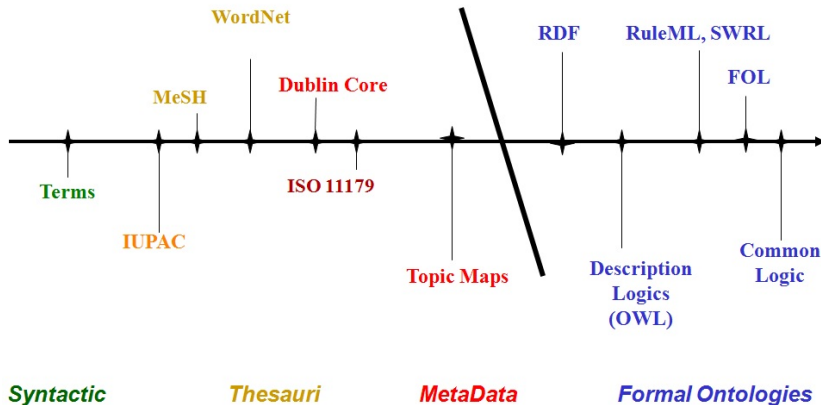 WordNet
RDF
RuleML, SWRL
FOL
Dublin Core
MeSH
Terms
ISO 11179
IUPAC
Topic Maps
Description
Logics
(OWL)
Common
Logic
Syntactic
Thesauri
MetaData
Formal Ontologies